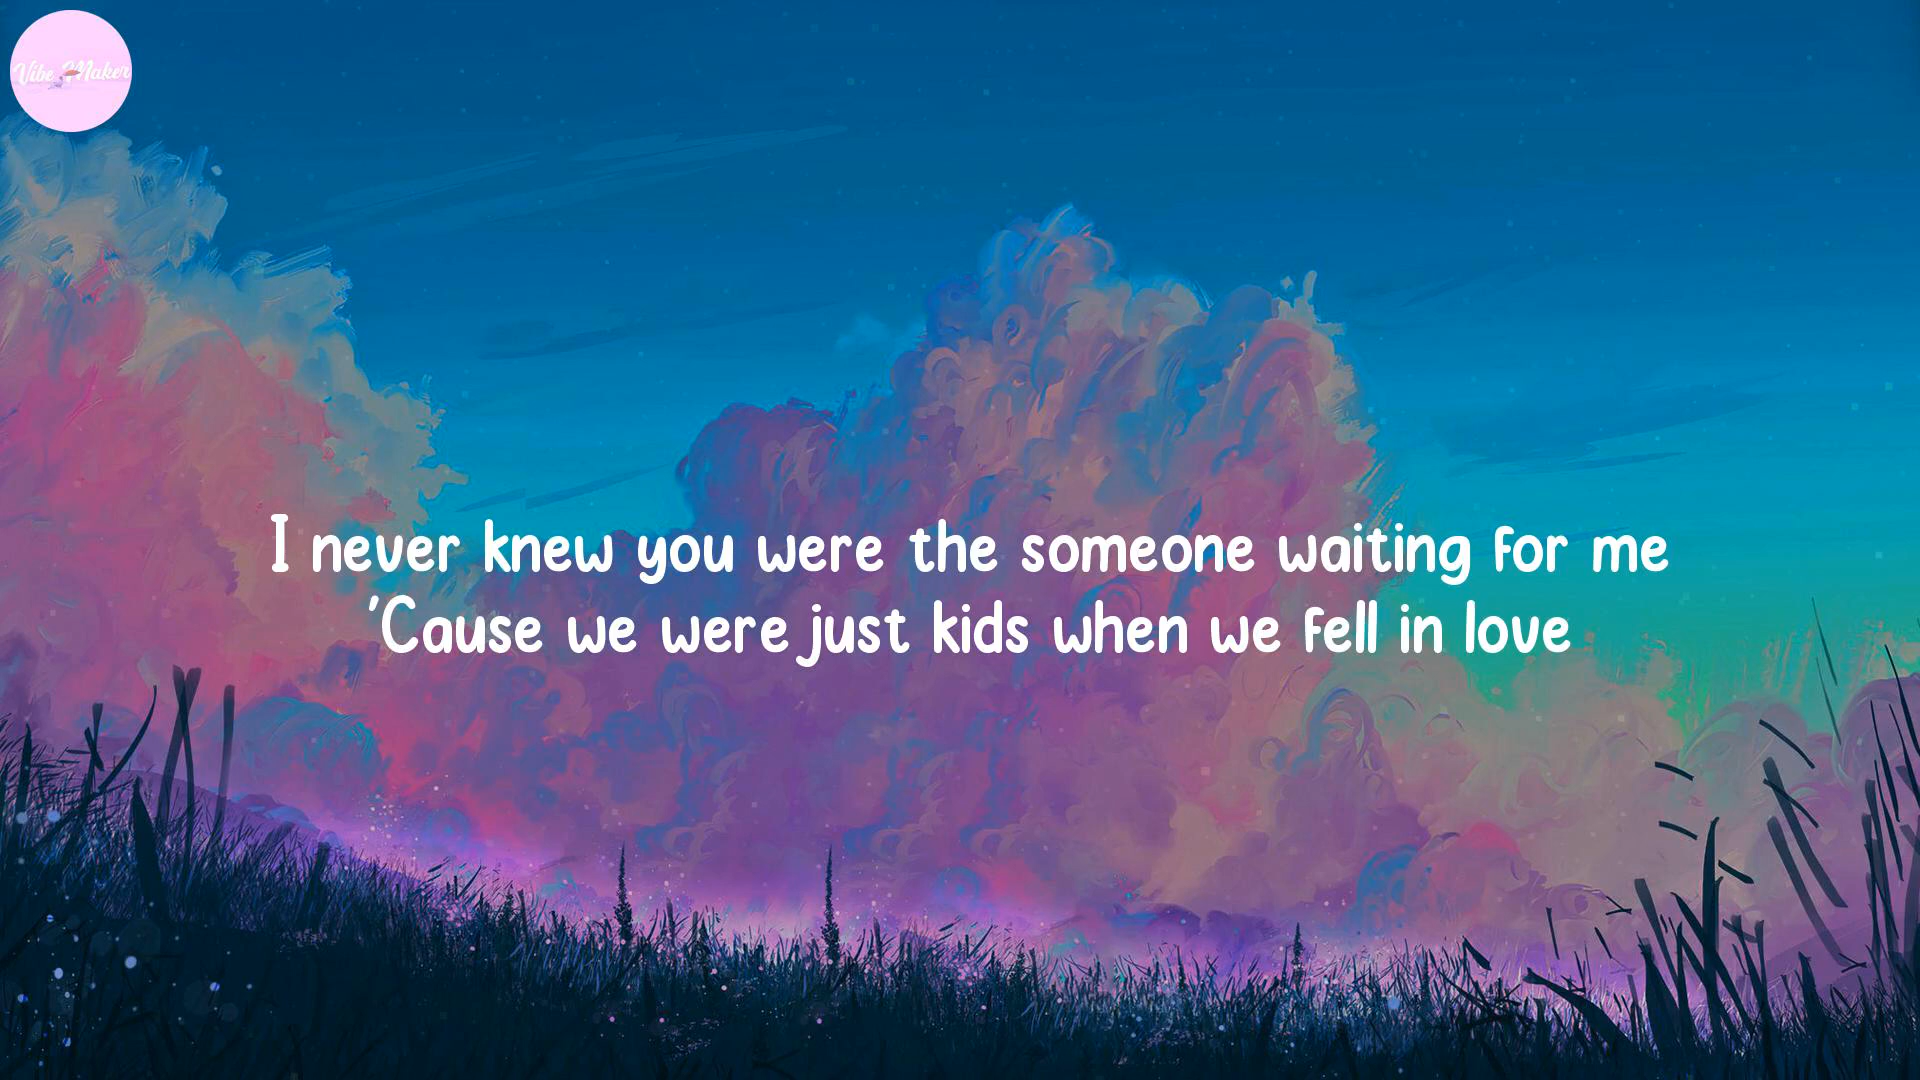 Vibe Maker
I never knew you were the someone waiting for me
'Cause we were just kids when we fell in love